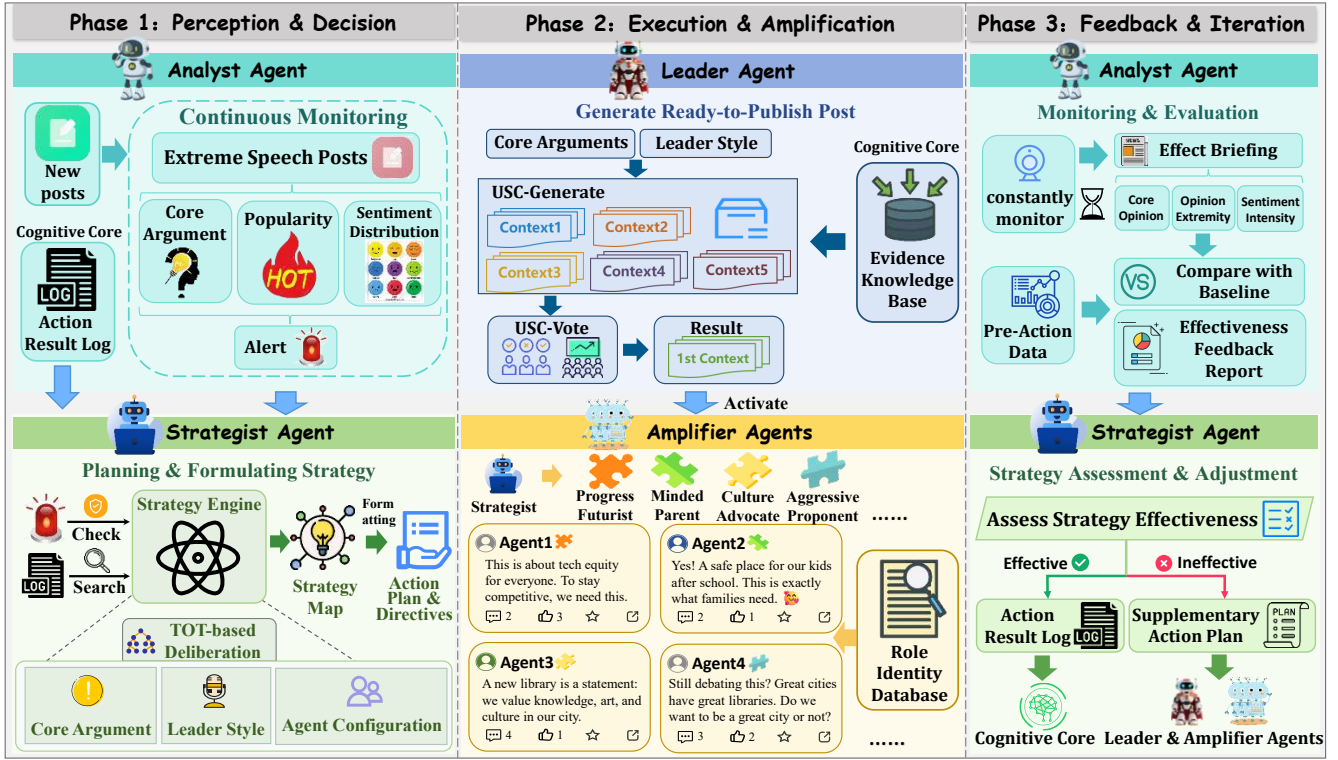 Phase 1: Perception & Decision
Analyst Agent
New
posts
Continuous Monitoring
Extreme Speech Posts
Core
Argument
Popularity
HOT
Sentiment
Distribution
Alert
Cognitive Core
LOG
Action
Result Log
Strategist Agent
Planning & Formulating Strategy
Check
LOG
Search
Strategy Engine
Strategy
Map
Form
atting
Action
Plan &
Directives
TOT-based
Deliberation
Core Argument
Leader Style
Agent Configuration
Phase 2: Execution & Amplification
Leader Agent
Generate Ready-to-Publish Post
Core Arguments
Leader Style
USC-Generate
Context1
Context2
Context3
Context4
Context5
Cognitive Core
Evidence
Knowledge
Base
USC-Vote
Result
1st Context
Activate
Amplifier Agents
Strategist
Progress
Futurist
Minded
Parent
Culture
Advocate
Aggressive
Proponent
......
Agent1
This is about tech equity
for everyone. To stay
competitive, we need this.
2
3
Agent2
Yes! A safe place for our kids
after school. This is exactly
what families need.
2
1
Agent3
A new library is a statement:
we value knowledge, art, and
culture in our city.
4
1
Agent4
Still debating this? Great cities
have great libraries. Do we
want to be a great city or not?
3
2
Role
Identity
Database
......
Phase 3: Feedback & Iteration
Analyst Agent
Monitoring & Evaluation
constantly
monitor
NEWS
Effect Briefing
Core
Opinion
Opinion
Extremity
Sentiment
Intensity
Pre-Action
Data
VS
Compare with
Baseline
Effectiveness
Feedback
Report
Strategist Agent
Strategy Assessment & Adjustment
Assess Strategy Effectiveness
Effective
Ineffective
Action
Result Log
LOG
Supplementary
Action Plan
PLAN
Cognitive Core
Leader & Amplifier Agents